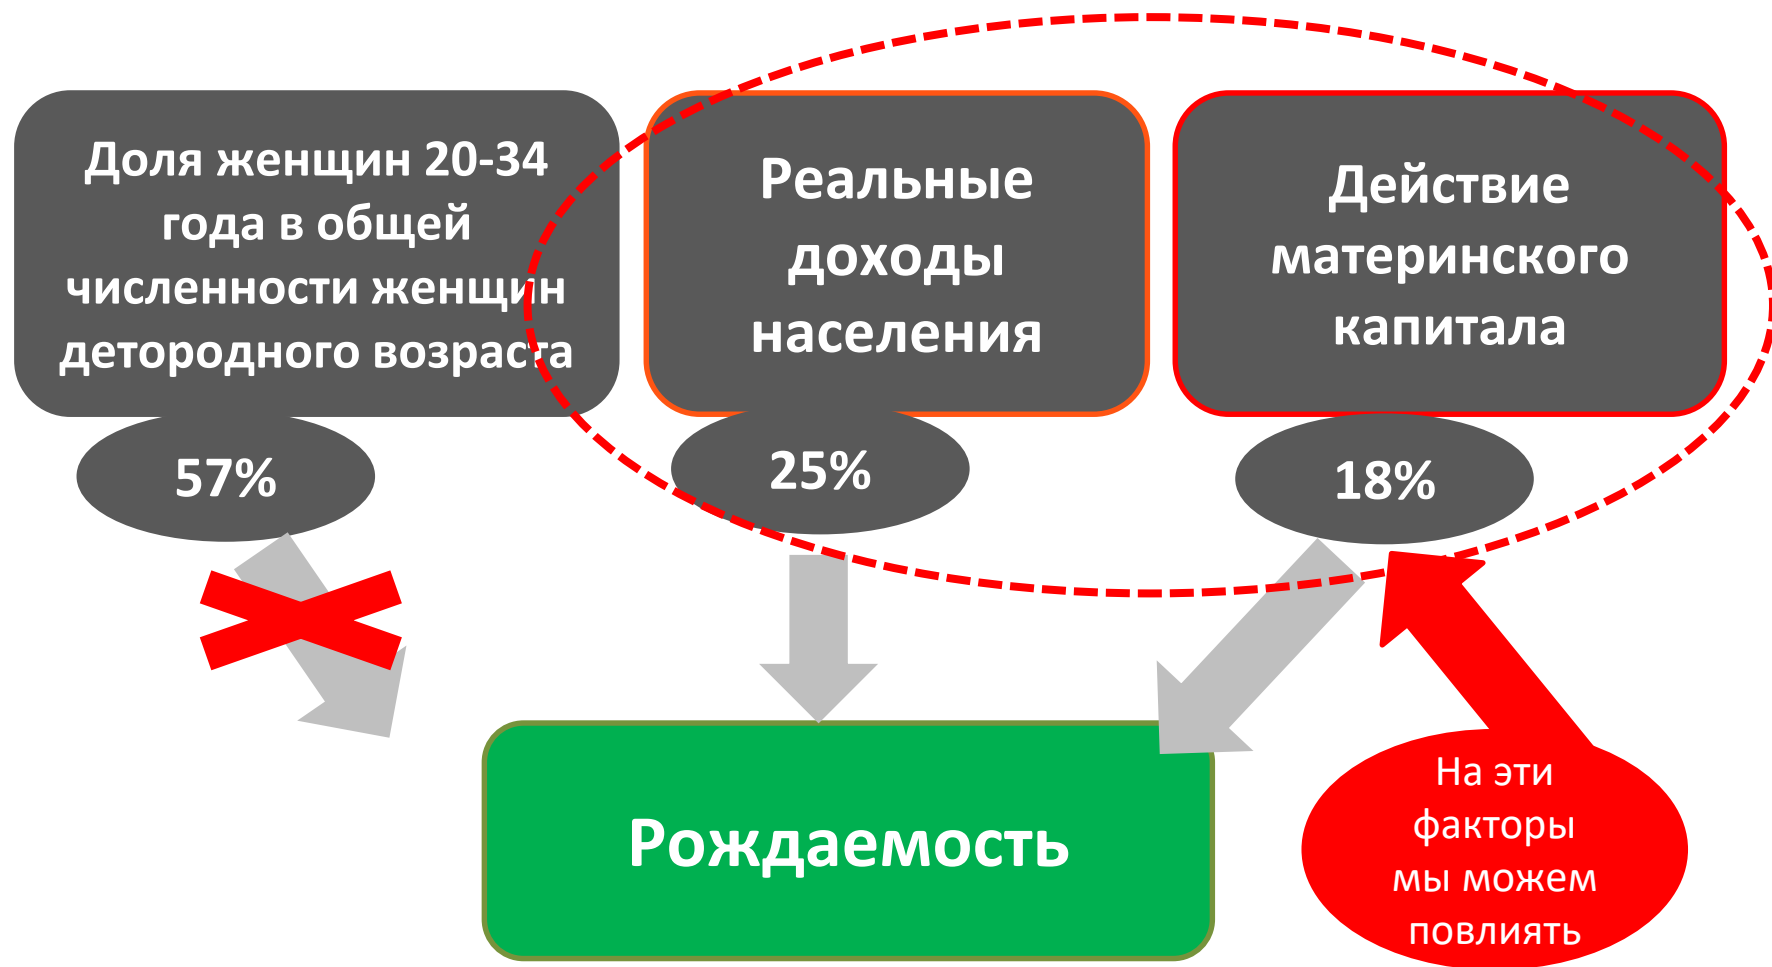 Доля женщин 20-34
года в общей
численности женщин
детородного возраста
57%
Реальные
доходы
населения
25%
Действие
материнского
капитала
18%
Рождаемость
На эти
факторы
мы можем
повлиять